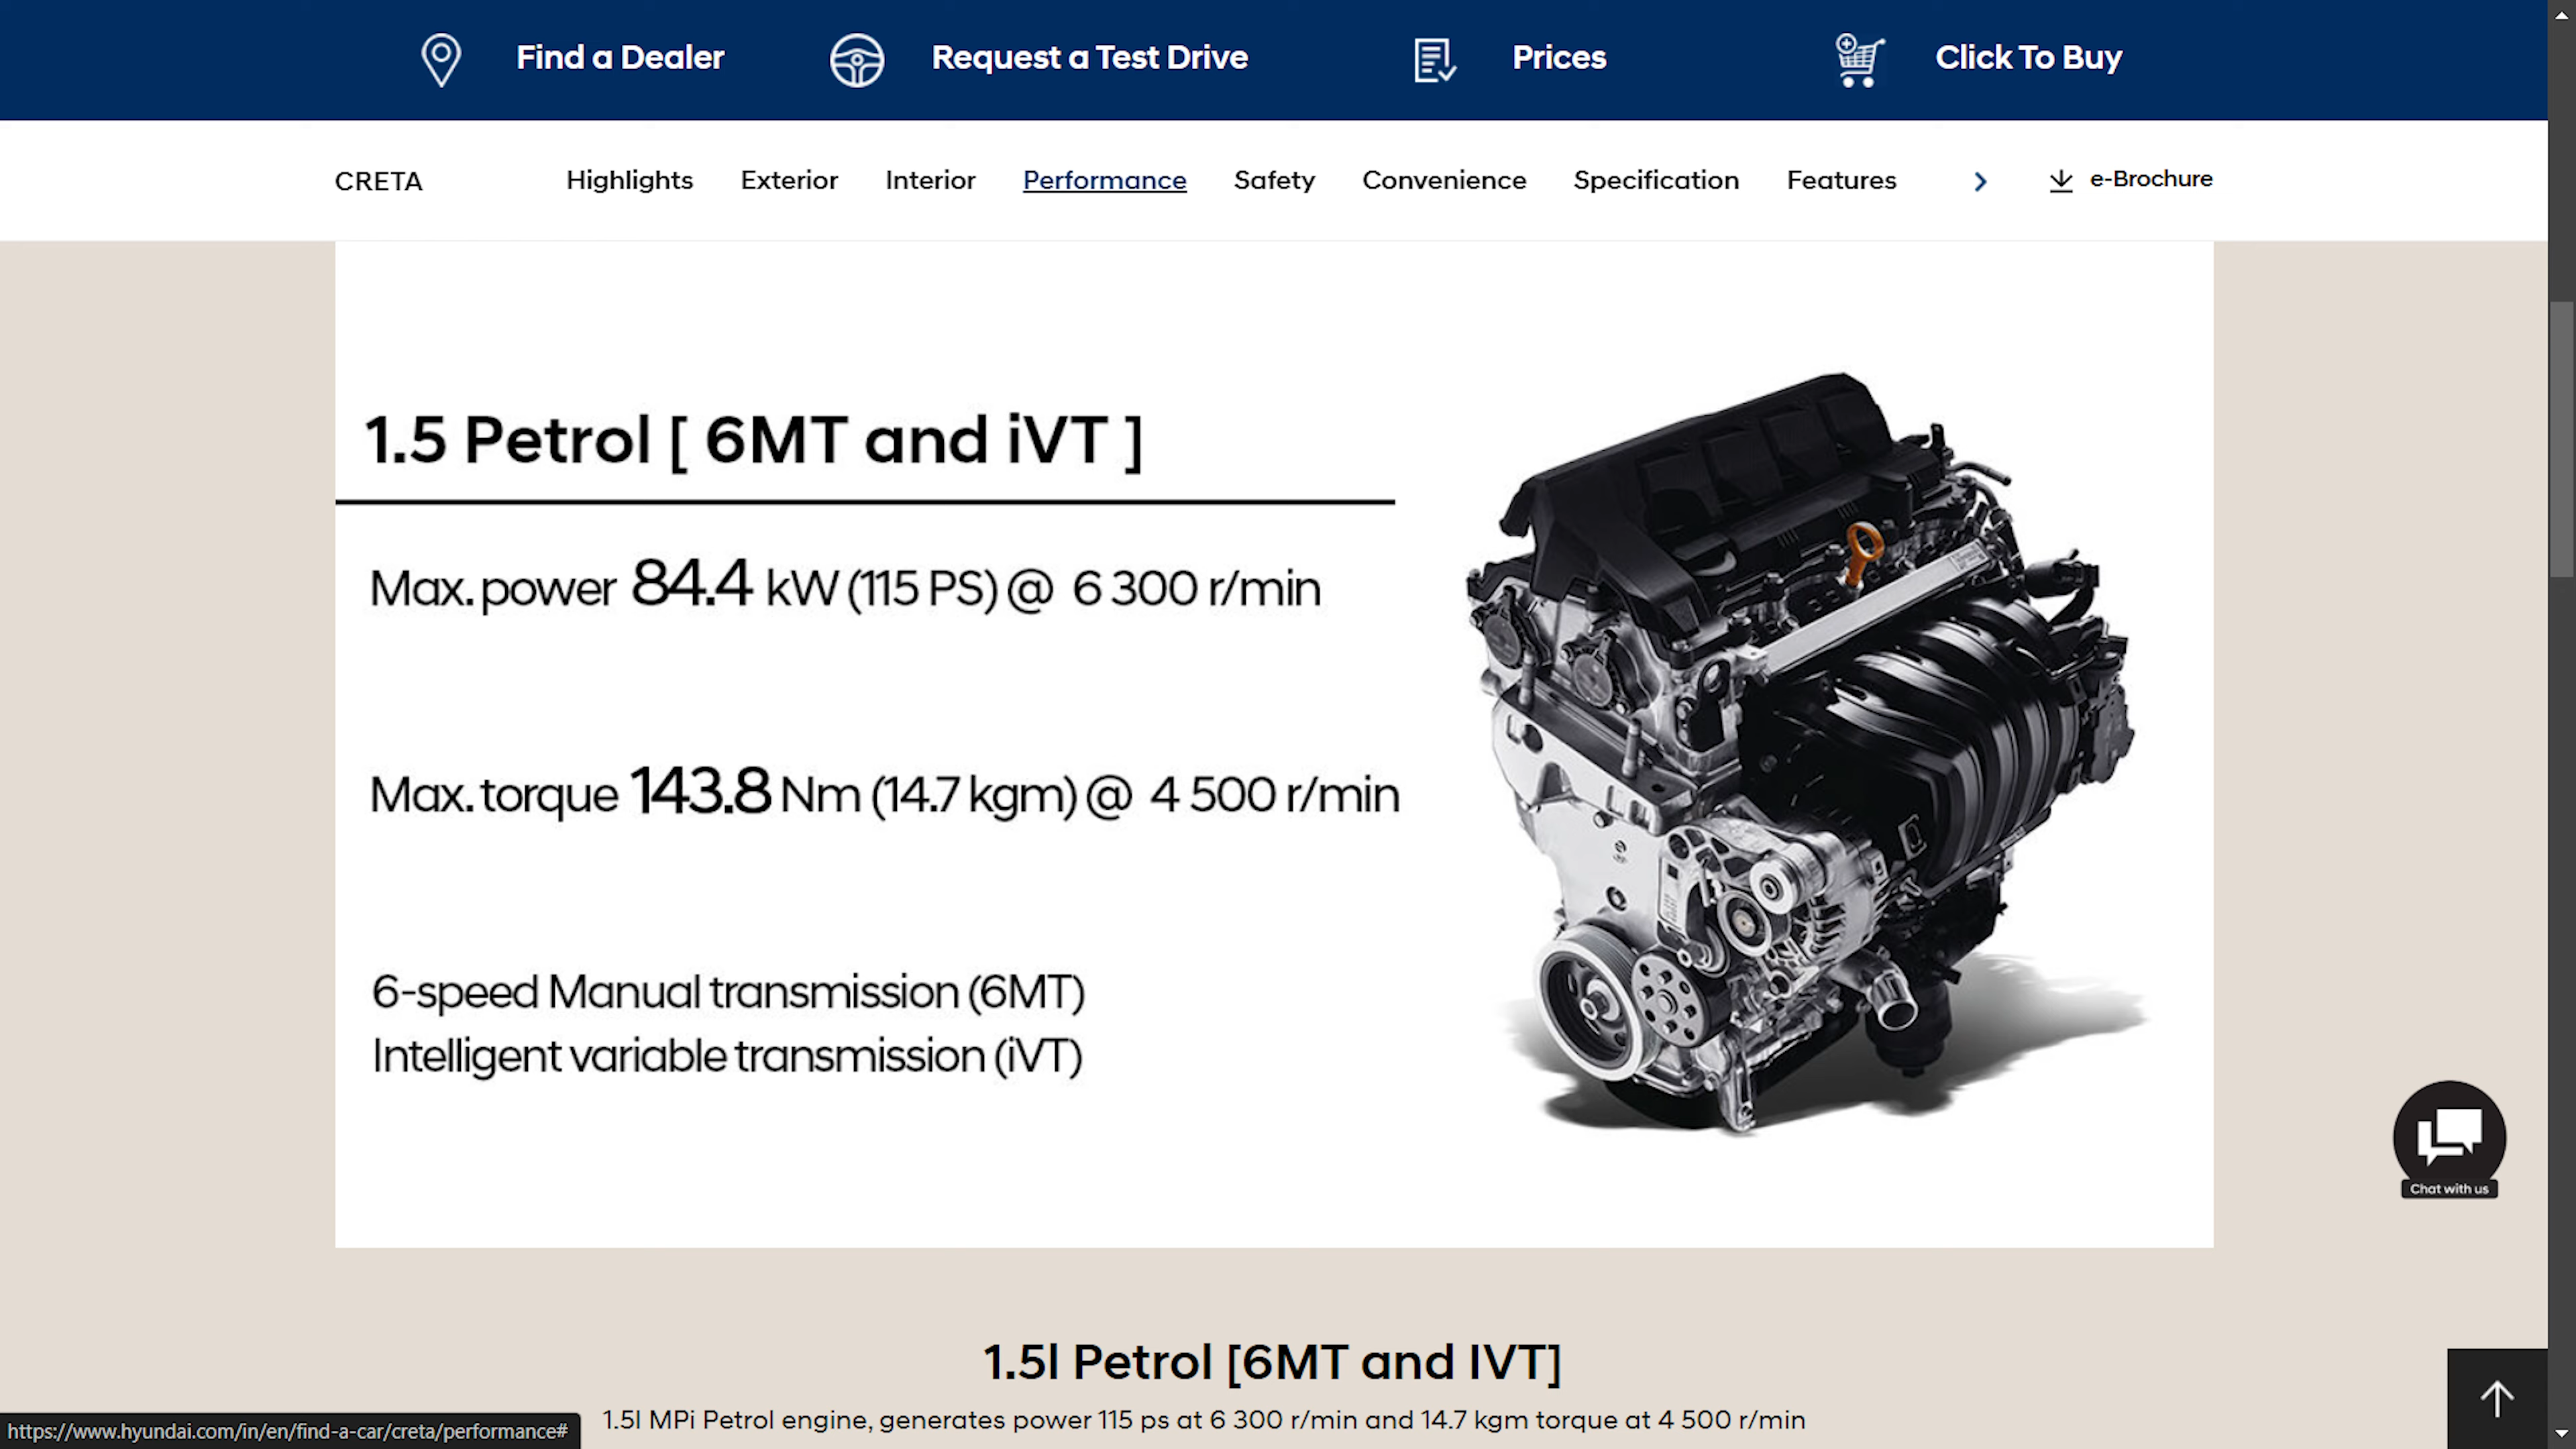 Find a Dealer
Request a Test Drive
Prices
Click To Buy
CRETA
Highlights
Exterior
Interior
Performance
Safety
Convenience
Specification
Features
e-Brochure
1.5 Petrol [ 6MT and iVT ]
Max. power 84.4 kW (115 PS) @ 6 300 r/min
Max. torque 143.8 Nm (14.7 kgm) @ 4 500 r/min
6-speed Manual transmission (6MT)
Intelligent variable transmission (iVT)
Chat with us
1.5l Petrol [6MT and IVT]
1.5l MPi Petrol engine, generates power 115 ps at 6 300 r/min and 14.7 kgm torque at 4 500 r/min
https://www.hyundai.com/in/en/find-a-car/creta/performance#